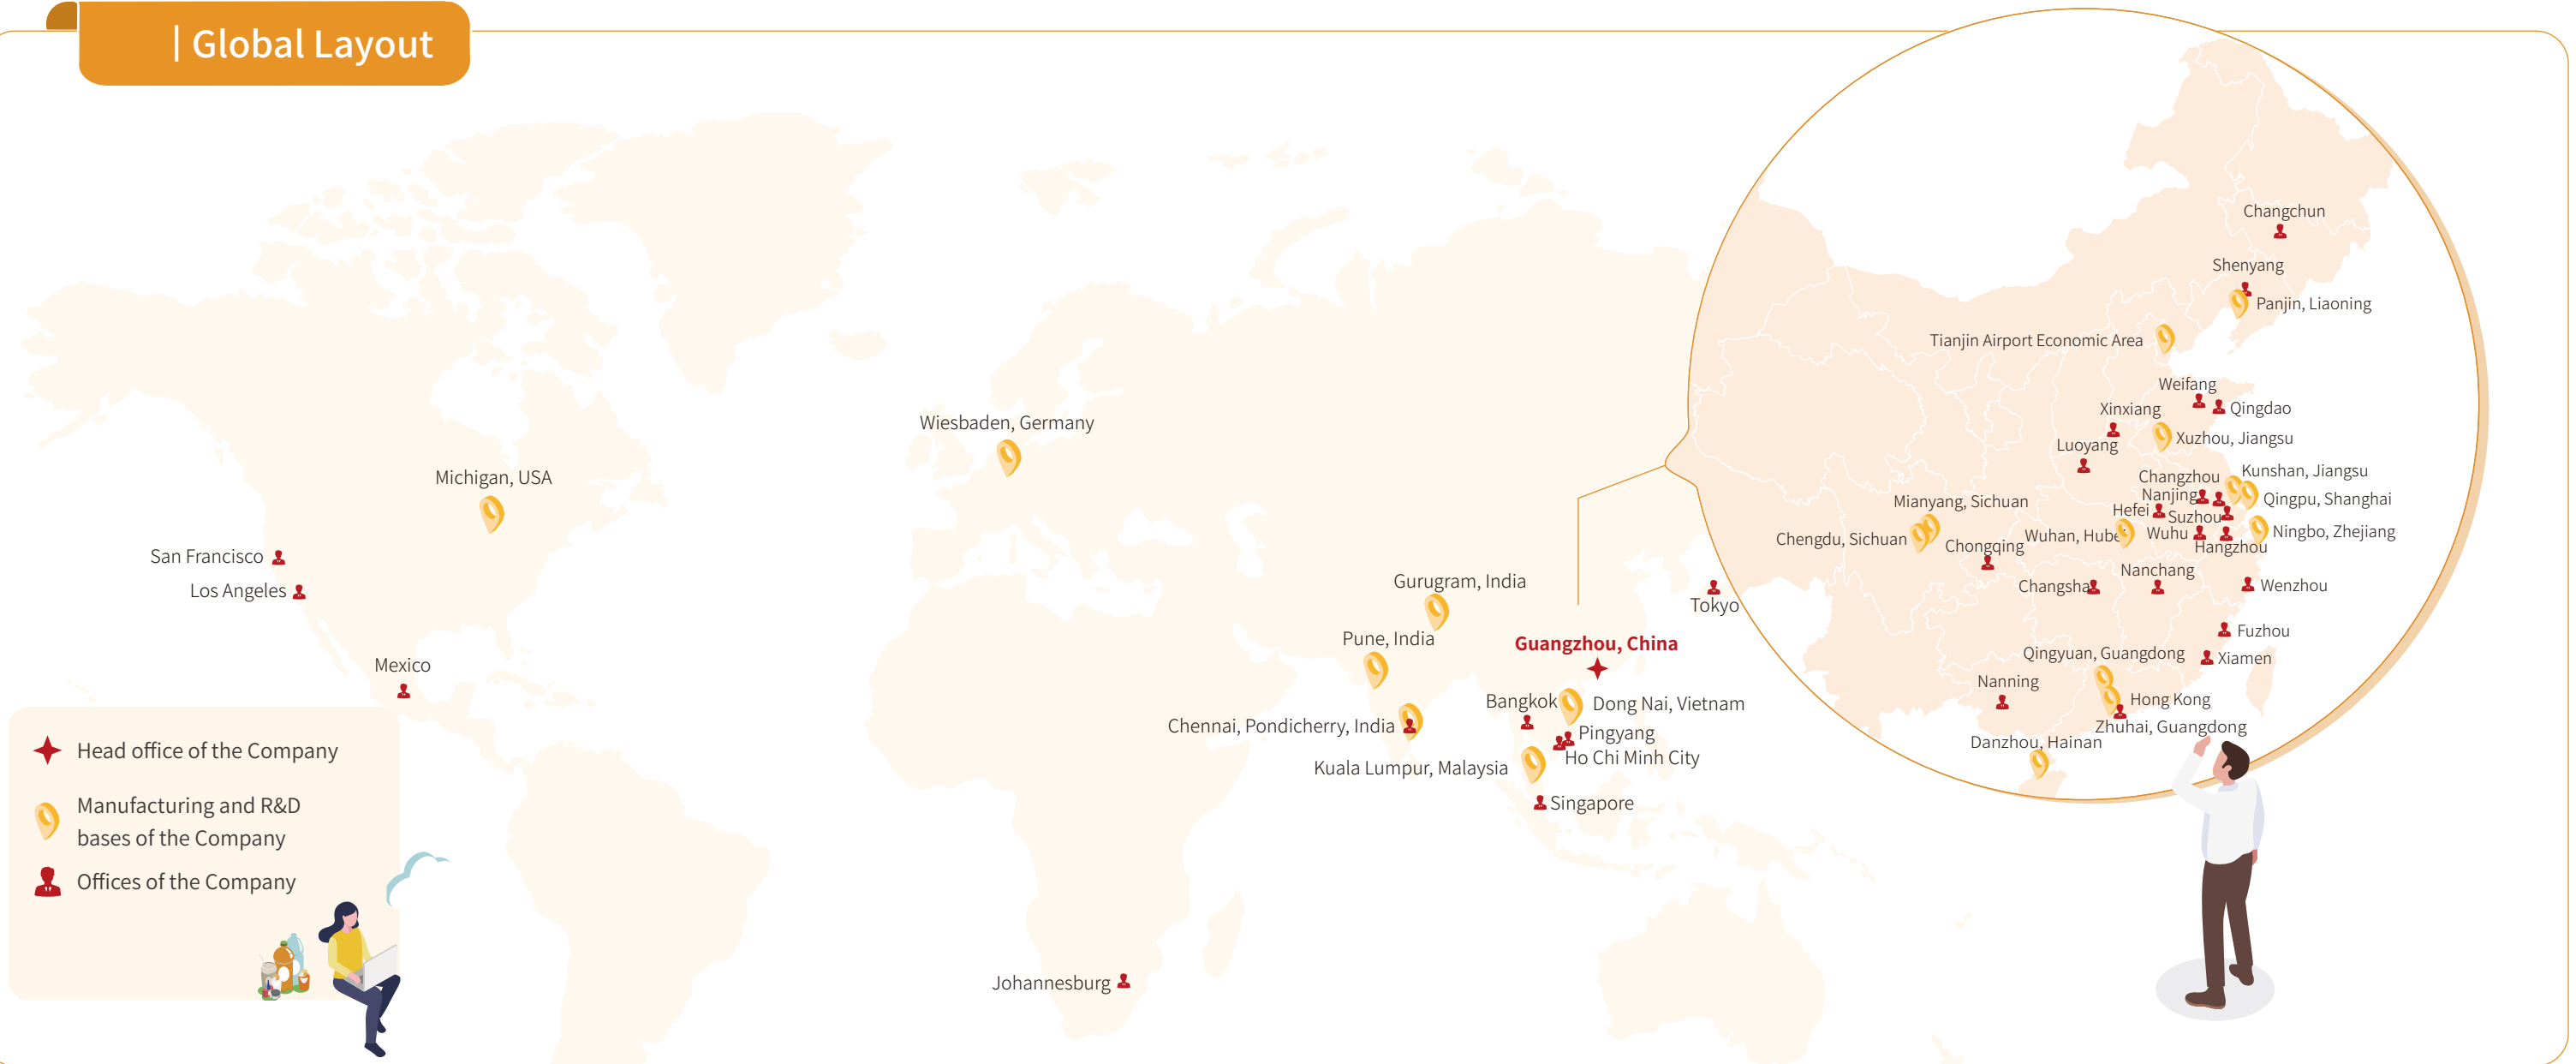 | Global Layout
Changchun
Shenyang
Panjin, Liaoning
Tianjin Airport Economic Area
Weifang
Qingdao
Xinxiang
Xuzhou, Jiangsu
Luoyang
Kunshan, Jiangsu
Changzhou
Nanjing
Qingpu, Shanghai
Mianyang, Sichuan
Hefei
Suzhou
Ningbo, Zhejiang
Chengdu, Sichuan
Wuhan, Hube
Wuhu
Chongqing
Hangzhou
Nanchang
Changsha
Wenzhou
Fuzhou
Qingyuan, Guangdong
Xiamen
Nanning
Hong Kong
Zhuhai, Guangdong
Danzhou, Hainan
Wiesbaden, Germany
Michigan, USA
San Francisco
Los Angeles
Mexico
Gurugram, India
Tokyo
Pune, India
Guangzhou, China
Bangkok
Dong Nai, Vietnam
Chennai, Pondicherry, India
Pingyang
Ho Chi Minh City
Kuala Lumpur, Malaysia
Singapore
Johannesburg
Head office of the Company
Manufacturing and R&D
bases of the Company
Offices of the Company